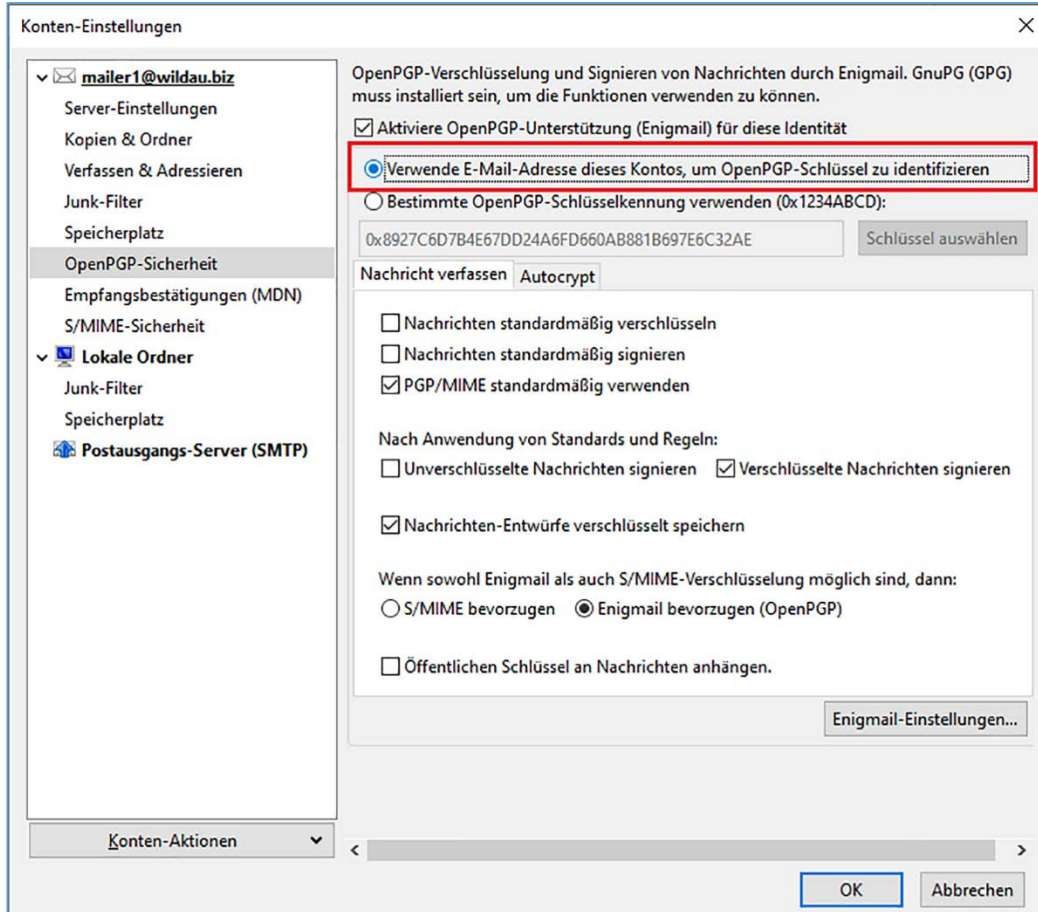 Konten-Einstellungen
mailer1@wildau.biz
Server-Einstellungen
Kopien & Ordner
Verfassen & Adressieren
Junk-Filter
Speicherplatz
OpenPGP-Sicherheit
Empfangsbestätigungen (MDN)
S/MIME-Sicherheit
Lokale Ordner
Junk-Filter
Speicherplatz
Postausgangs-Server (SMTP)
Konten-Aktionen
OpenPGP-Verschlüsselung und Signieren von Nachrichten durch Enigmail. GnuPG (GPG)
muss installiert sein, um die Funktionen verwenden zu können.
Aktiviere OpenPGP-Unterstützung (Enigmail) für diese Identität
Verwende E-Mail-Adresse dieses Kontos, um OpenPGP-Schlüssel zu identifizieren
Bestimmte OpenPGP-Schlüsselkennung verwenden (0x1234ABCD):
0x8927C6D7B4E67DD24A6FD660AB881B697E6C32AE Schlüssel auswählen
Nachricht verfassen Autocrypt
Nachrichten standardmäßig verschlüsseln
Nachrichten standardmäßig signieren
PGP/MIME standardmäßig verwenden
Nach Anwendung von Standards und Regeln:
Unverschlüsselte Nachrichten signieren Verschlüsselte Nachrichten signieren
Nachrichten-Entwürfe verschlüsselt speichern
Wenn sowohl Enigmail als auch S/MIME-Verschlüsselung möglich sind, dann:
S/MIME bevorzugen Enigmail bevorzugen (OpenPGP)
Öffentlichen Schlüssel an Nachrichten anhängen.
Enigmail-Einstellungen...
OK Abbrechen